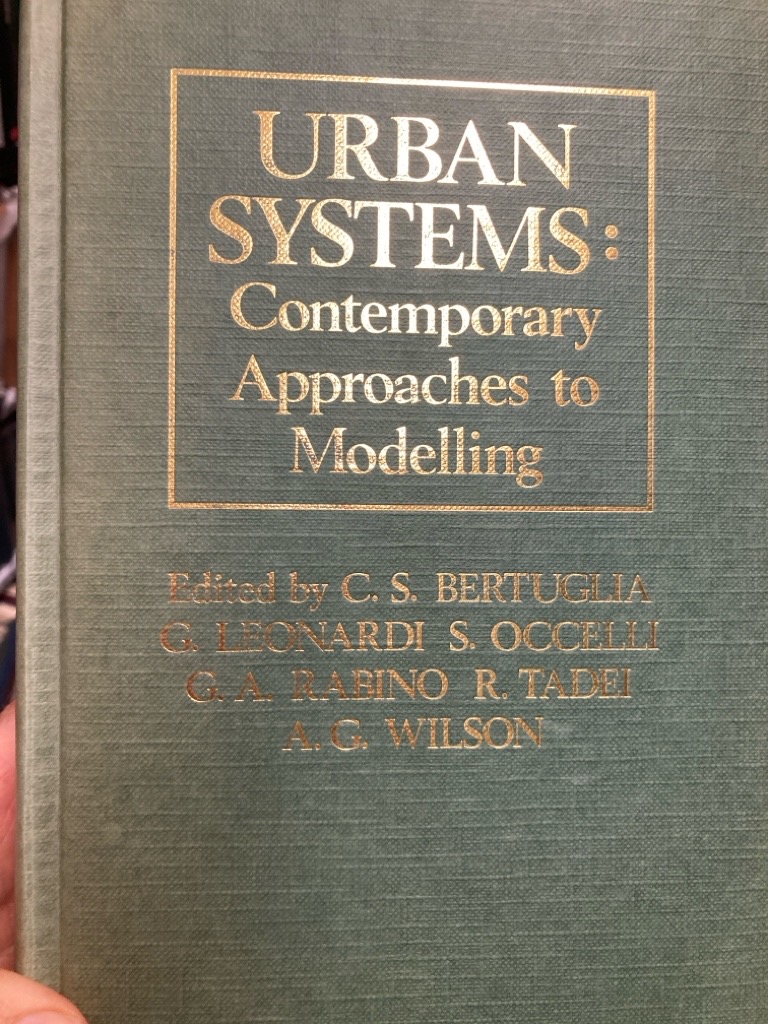 URBAN
SYSTEMS:
Contemporary
Approaches to
Modelling
Edited by C. S. BERTUGLIA
G. LEONARDI S. OCCELLI
G. A. RABINO R. TADEI
A. G. WILSON